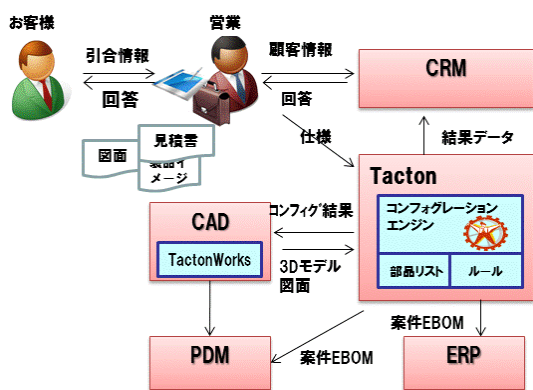 お客様
営業
引合情報
回答
顧客情報
回答
CRM
図面
見積書
製品イ
メージ
仕様
結果データ
Tacton
コンフォグレーション
エンジン
部品リスト
ルール
CAD
TactonWorks
コンフィグ結果
3Dモデル
図面
案件EBOM
案件EBOM
PDM
ERP